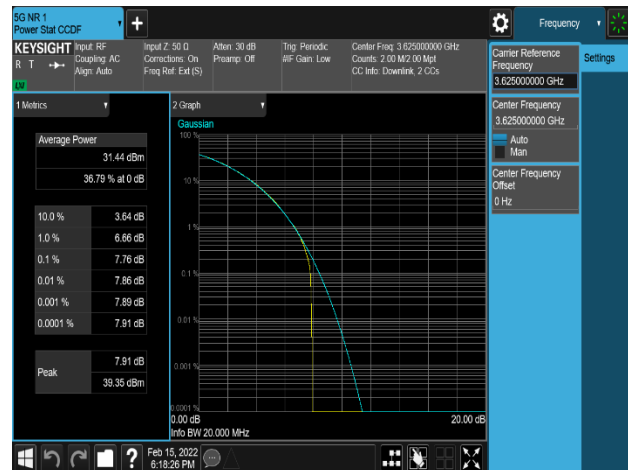 5G NR 1
Power Stat CCDF
Frequency
KEYSIGHT
R T
Input: RF
Coupling: AC
Align: Auto
Input Z: 50 Ω
Corrections: On
Freq Ref: Ext (S)
Atten: 30 dB
Preamp: Off
Trig: Periodic
#IF Gain: Low
Center Freq: 3.625000000 GHz
Counts: 2.00 M/2.00 Mpt
CC Info: Downlink, 2 CCs
Carrier Reference
Frequency
3.625000000 GHz
Settings
Center Frequency
3.625000000 GHz
Auto
Man
Center Frequency
Offset
0 Hz
1 Metrics
Average Power
31.44 dBm
36.79 % at 0 dB
10.0 % 3.64 dB
1.0 % 6.66 dB
0.1 % 7.76 dB
0.01 % 7.86 dB
0.001 % 7.89 dB
0.0001 % 7.91 dB
Peak
7.91 dB
39.35 dBm
2 Graph
Gaussian
100 %
10 %
1 %
0.1 %
0.01 %
0.001 %
0.0001 %
0.00 dB 20.00 dB
Info BW 20.000 MHz
?
Feb 15, 2022
6:18:26 PM